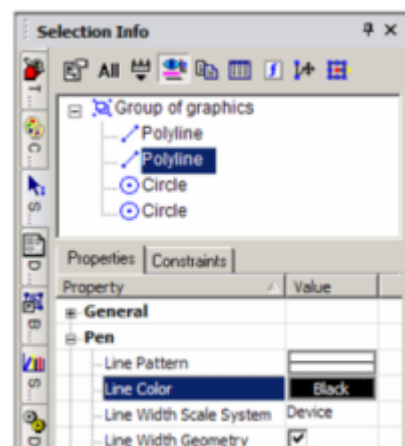 Selection Info
All
Group of graphics
Polyline
Polyline
Circle
Circle
Properties Constraints
Property Value
General
Pen
Line Pattern
Line Color Black
Line Width Scale System Device
Line Width Geometry
T...
C...
S...
D...
B...
S...
D